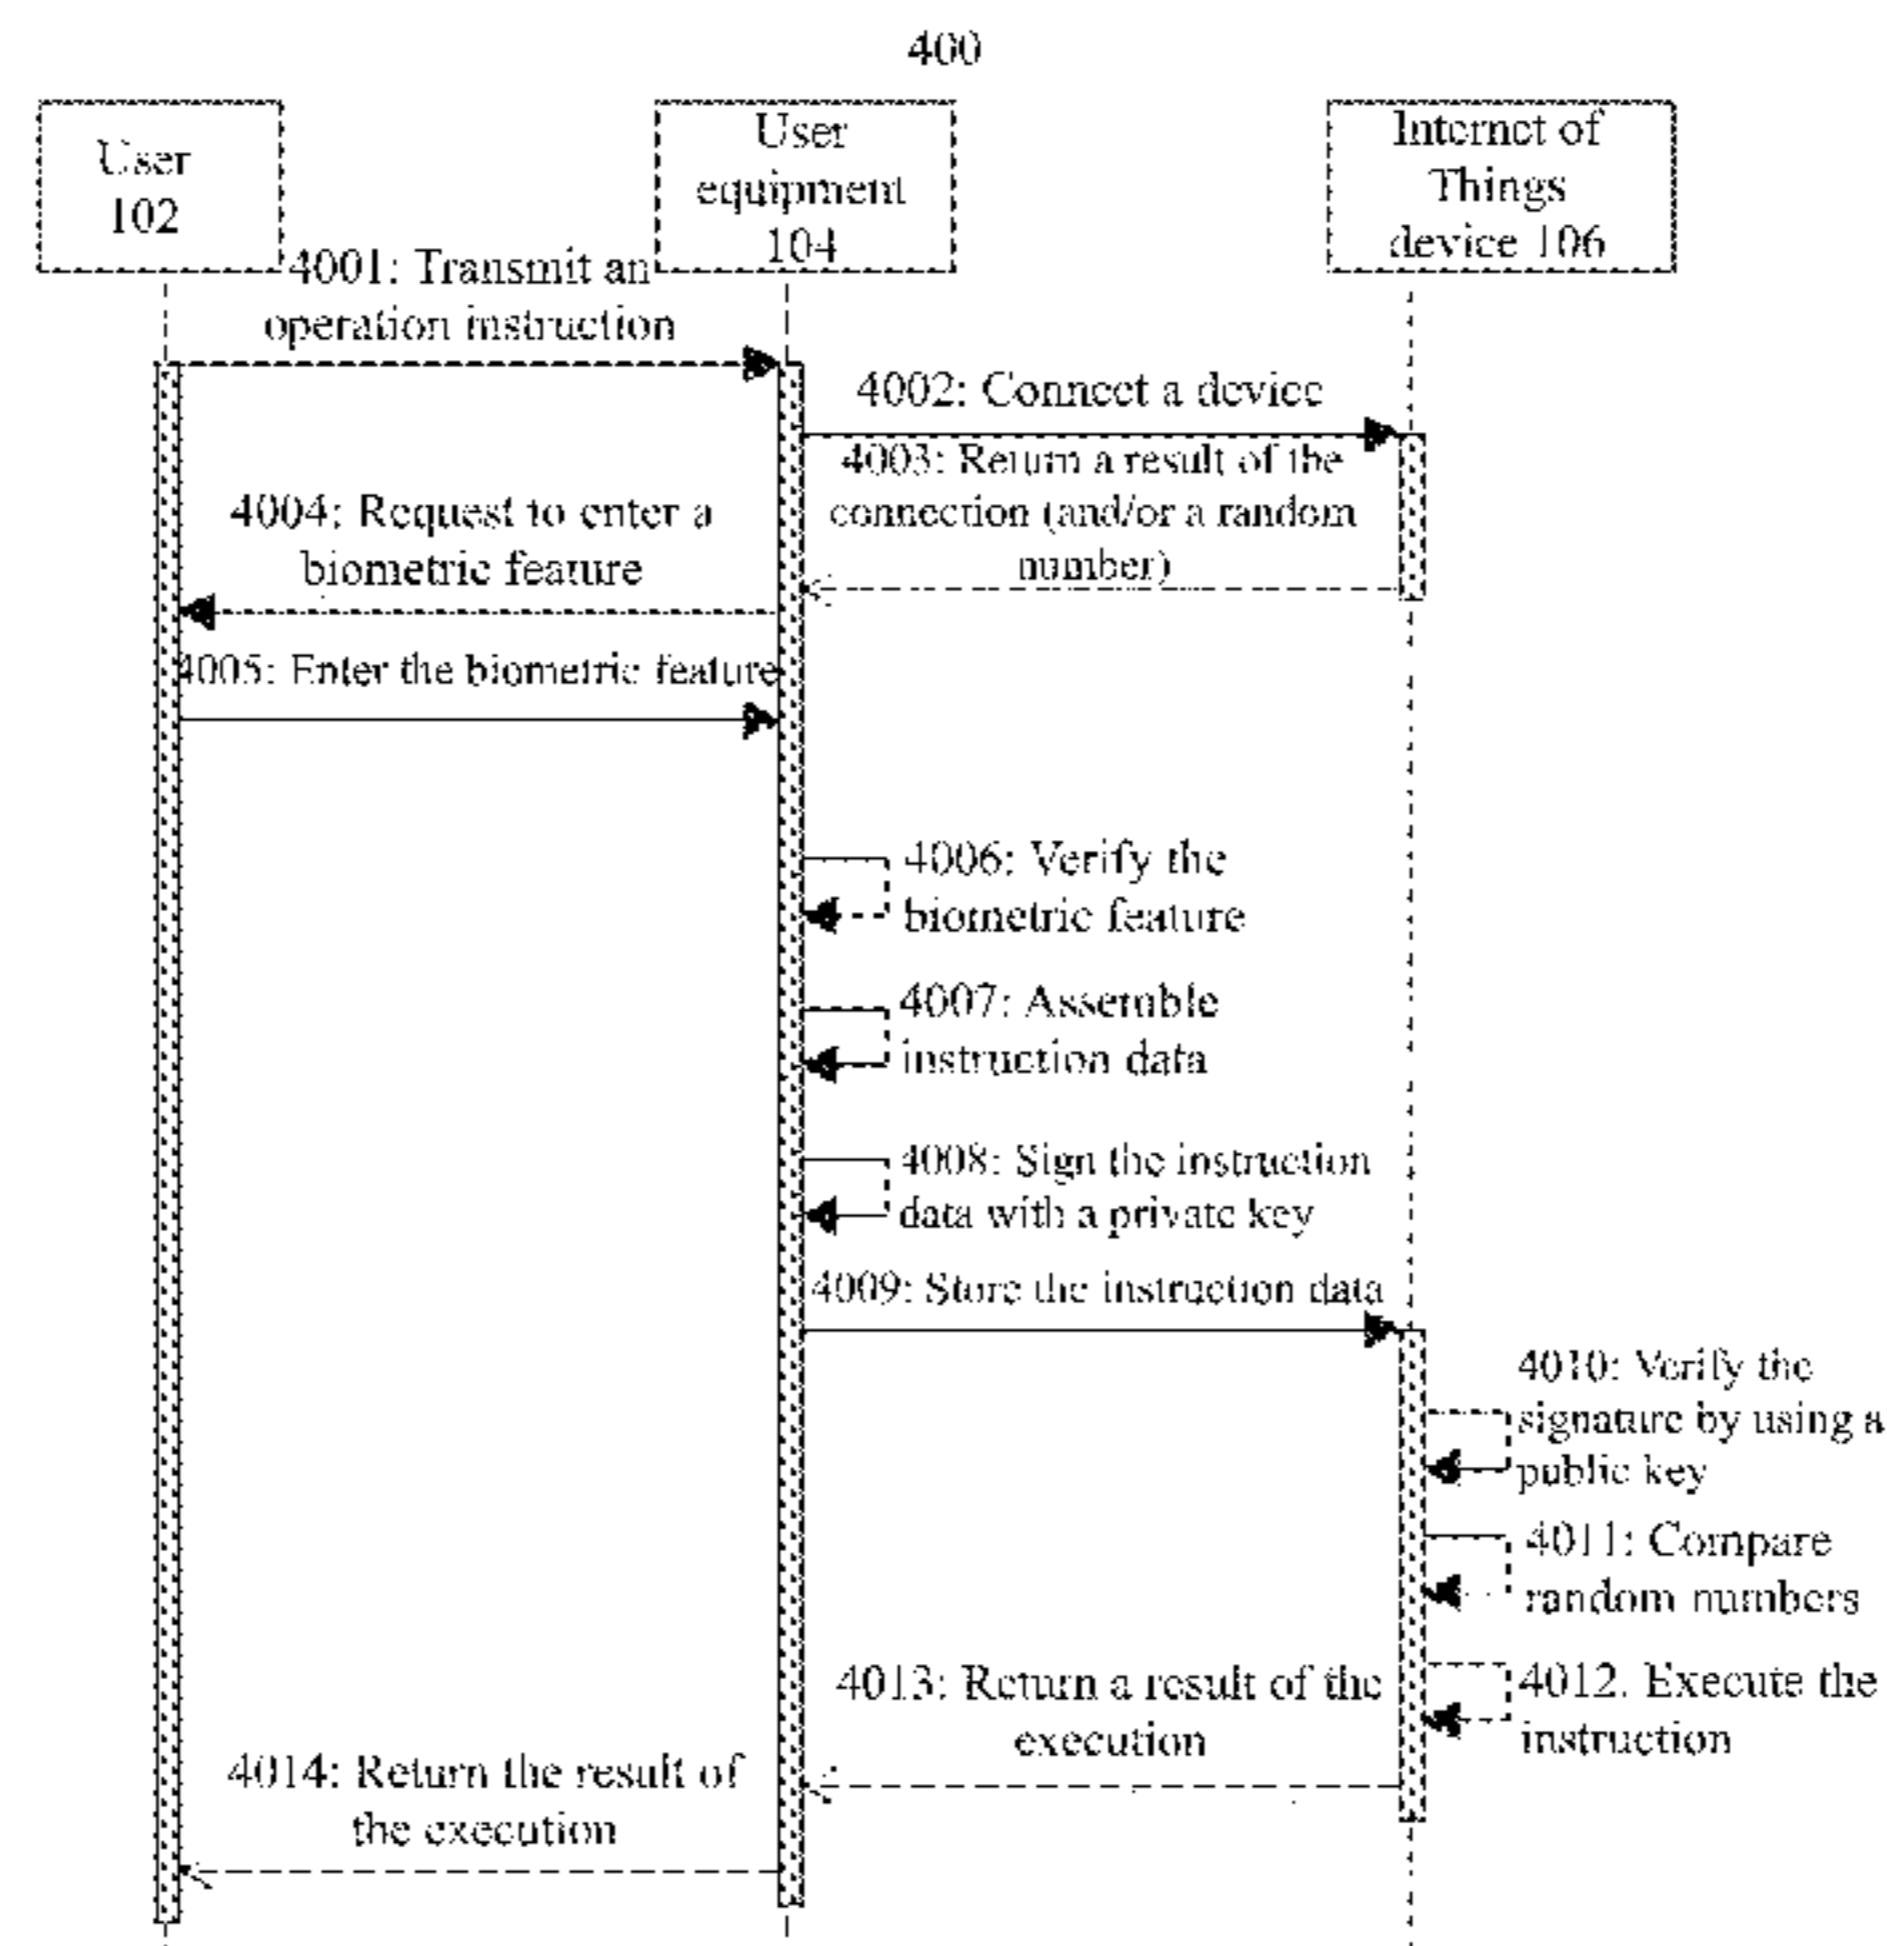 400
User
102
User
equipment
104
Internet of
Things
device 106
4001: Transmit an
operation instruction
4002: Connect a device
4003: Return a result of the
connection (and/or a random
number)
4004: Request to enter a
biometric feature
4005: Enter the biometric feature
4006: Verify the
biometric feature
4007: Assemble
instruction data
4008: Sign the instruction
data with a private key
4009: Store the instruction data
4010: Verify the
signature by using a
public key
4011: Compare
random numbers
4012. Execute the
instruction
4013: Return a result of the
execution
4014: Return the result of
the execution